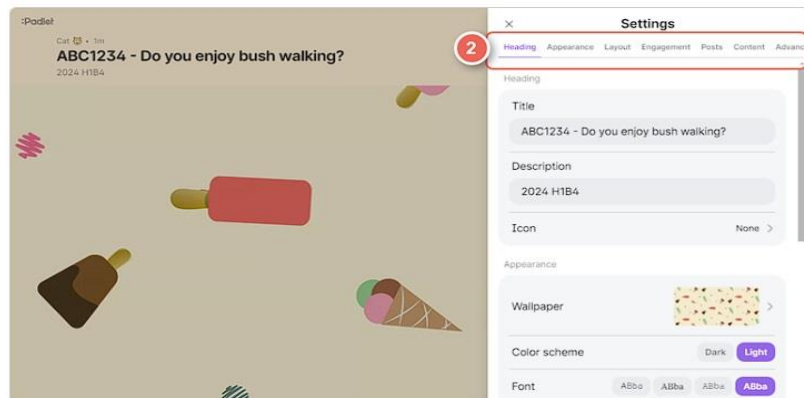 :Padlet
Cat 🐱 • 1m
ABC1234 - Do you enjoy bush walking?
2024 H1B4
2
× Settings
Heading Appearance Layout Engagement Posts Content Advanc
Heading
Title
ABC1234 - Do you enjoy bush walking?
Description
2024 H1B4
Icon None >
Appearance
Wallpaper >
Color scheme Dark Light
Font ABba ABba ABba ABba